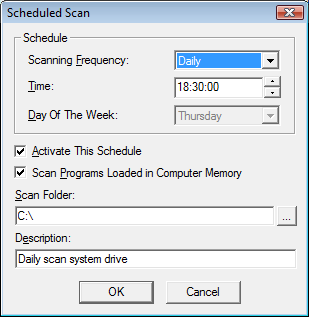 Scheduled Scan
Schedule
Scanning Frequency: Daily
Time: 18:30:00
Day Of The Week: Thursday
Activate This Schedule
Scan Programs Loaded in Computer Memory
Scan Folder:
C:\
...
Description:
Daily scan system drive
OK Cancel